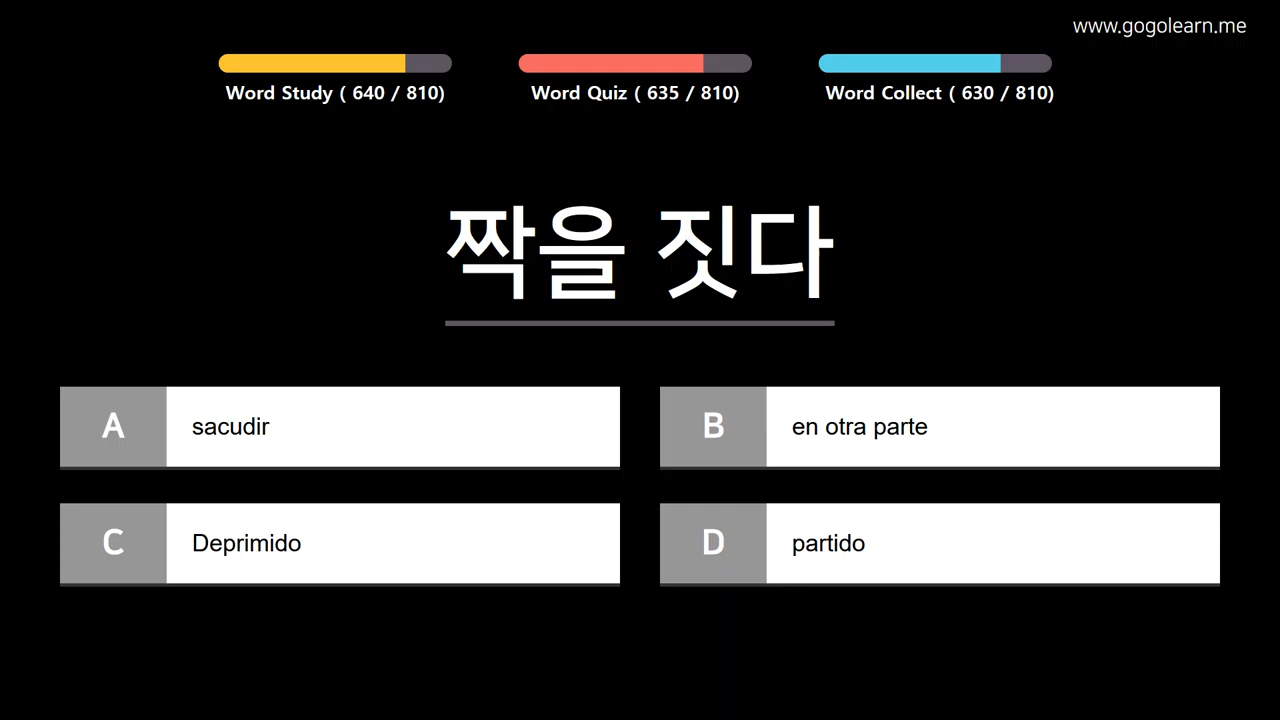 www.gogolearn.me
Word Study ( 640 / 810)
Word Quiz ( 635 / 810)
Word Collect ( 630 / 810)
짝을 짓다
A sacudir
B en otra parte
C Deprimido
D partido